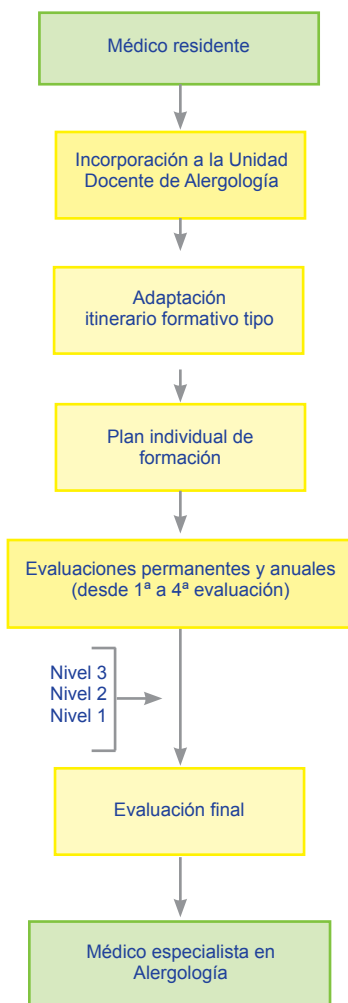 Médico residente
Incorporación a la Unidad
Docente de Alergología
Adaptación
itinerario formativo tipo
Plan individual de
formación
Evaluaciones permanentes y anuales
(desde 1ª a 4ª evaluación)
Nivel 3
Nivel 2
Nivel 1
Evaluación final
Médico especialista en
Alergología